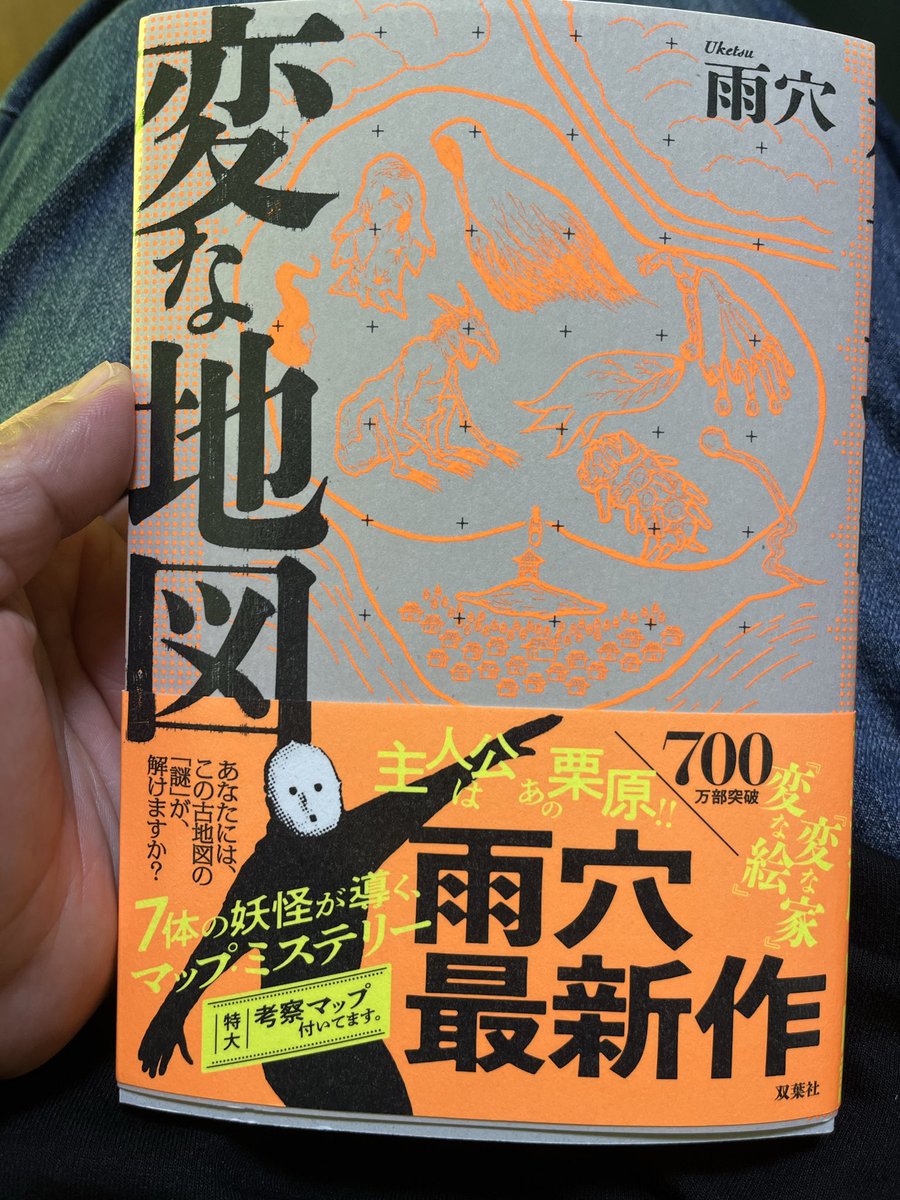 変な地図
Uketsu
雨穴
あなたには、
この古地図の
「謎」が、
解けますか?
主人公は
あの栗原!!
700
万部突破
『変な家』
『変な絵』
7体の妖怪が導く、
マップ・ミステリー
雨穴
最新作
特大
考察マップ
付いてます。
双葉社